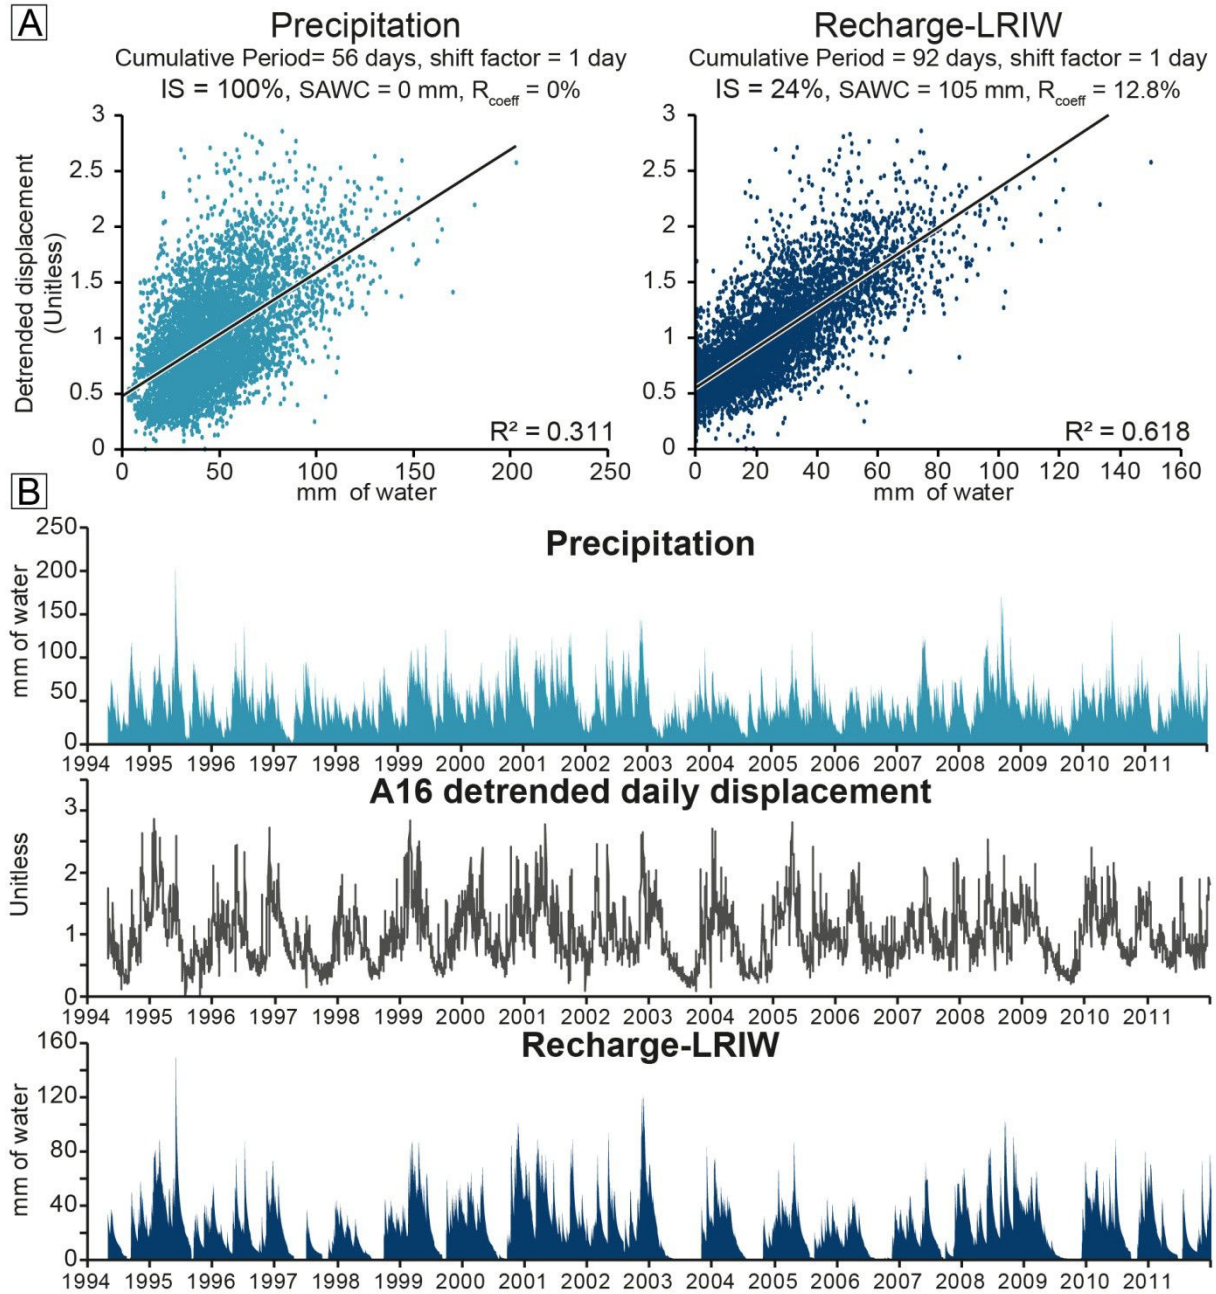 A
Precipitation
Cumulative Period= 56 days, shift factor = 1 day
IS = 100%, SAWC = 0 mm, Rcoeff = 0%
Recharge-LRIW
Cumulative Period = 92 days, shift factor = 1 day
IS = 24%, SAWC = 105 mm, Rcoeff = 12.8%
Detrended displacement
(Unitless)
3
2.5
2
1.5
1
0.5
0
R² = 0.311
0 50 100 150 200 250
mm of water
3
2.5
2
1.5
1
0.5
0
R² = 0.618
0 20 40 60 80 100 120 140 160
mm of water
B
Precipitation
mm of water
250
200
150
100
50
0
1994 1995 1996 1997 1998 1999 2000 2001 2002 2003 2004 2005 2006 2007 2008 2009 2010 2011
A16 detrended daily displacement
Unitless
3
2
1
0
1994 1995 1996 1997 1998 1999 2000 2001 2002 2003 2004 2005 2006 2007 2008 2009 2010 2011
Recharge-LRIW
mm of water
160
120
80
40
0
1994 1995 1996 1997 1998 1999 2000 2001 2002 2003 2004 2005 2006 2007 2008 2009 2010 2011